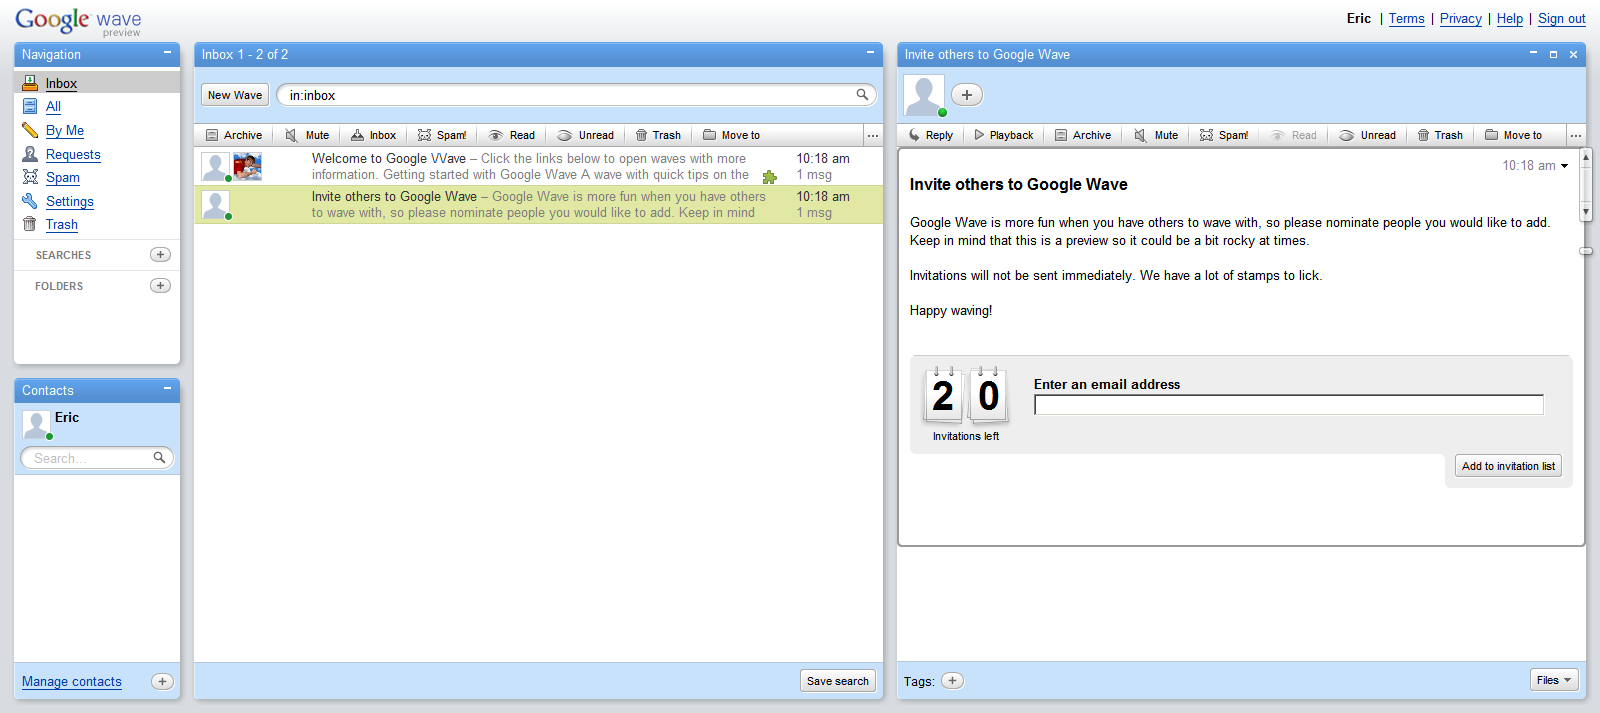 Google wave
preview
Eric | Terms | Privacy | Help | Sign out
Navigation
Inbox
All
By Me
Requests
Spam
Settings
Trash
SEARCHES
FOLDERS
Contacts
Eric
Search...
Manage contacts
Inbox 1 - 2 of 2
New Wave
in:inbox
Archive Mute Inbox Spam! Read Unread Trash Move to ...
Welcome to Google Wave – Click the links below to open waves with more 10:18 am
information. Getting started with Google Wave A wave with quick tips on the 1 msg
Invite others to Google Wave – Google Wave is more fun when you have others 10:18 am
to wave with, so please nominate people you would like to add. Keep in mind 1 msg
Save search
Invite others to Google Wave
Reply Playback Archive Mute Spam! Read Unread Trash Move to ...
10:18 am
Invite others to Google Wave
Google Wave is more fun when you have others to wave with, so please nominate people you would like to add.
Keep in mind that this is a preview so it could be a bit rocky at times.
Invitations will not be sent immediately. We have a lot of stamps to lick.
Happy waving!
20
Invitations left
Enter an email address
Add to invitation list
Tags:
Files